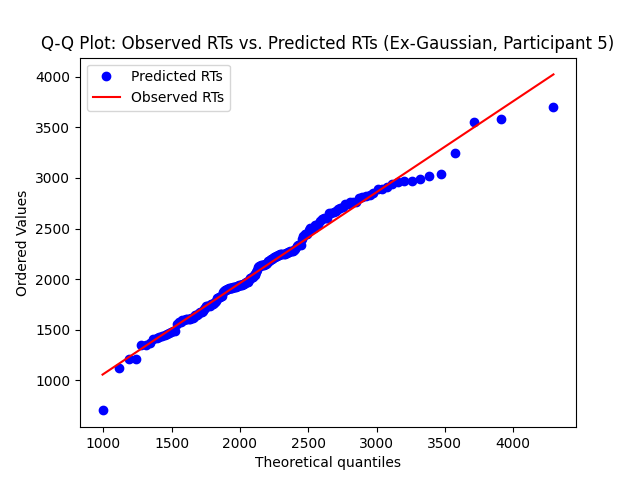 Q-Q Plot: Observed RTs vs. Predicted RTs (Ex-Gaussian, Participant 5)
Predicted RTs
Observed RTs
4000
3500
3000
2500
2000
1500
1000
Ordered Values
1000 1500 2000 2500 3000 3500 4000
Theoretical quantiles